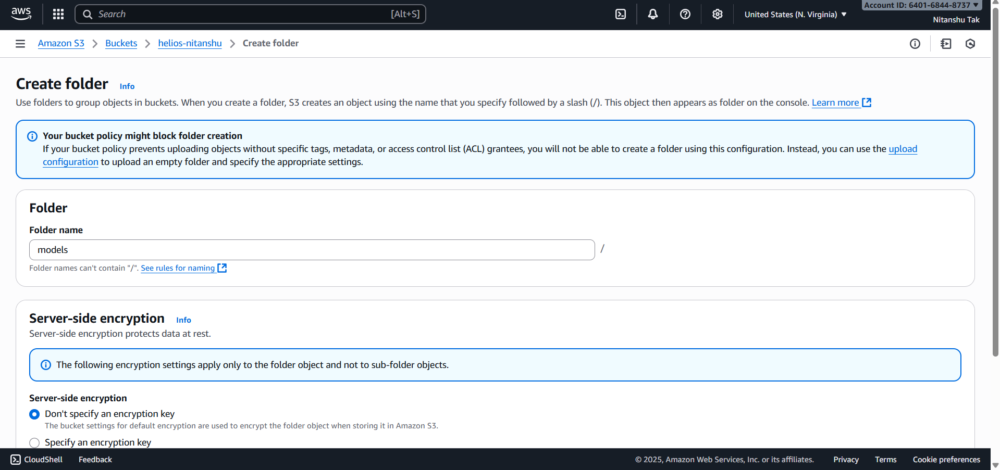 aws
Search [Alt+S]
United States (N. Virginia)
Account ID: 6401-6844-8737
Nitanshu Tak
Amazon S3 Buckets helios-nitanshu Create folder
Create folder Info
Use folders to group objects in buckets. When you create a folder, S3 creates an object using the name that you specify followed by a slash (/). This object then appears as folder on the console. Learn more
Your bucket policy might block folder creation
If your bucket policy prevents uploading objects without specific tags, metadata, or access control list (ACL) grantees, you will not be able to create a folder using this configuration. Instead, you can use the upload
configuration to upload an empty folder and specify the appropriate settings.
Folder
Folder name
models /
Folder names can't contain "/". See rules for naming
Server-side encryption Info
Server-side encryption protects data at rest.
The following encryption settings apply only to the folder object and not to sub-folder objects.
Server-side encryption
Don't specify an encryption key
The bucket settings for default encryption are used to encrypt the folder object when storing it in Amazon S3.
Specify an encryption key
CloudShell Feedback © 2025, Amazon Web Services, Inc. or its affiliates. Privacy Terms Cookie preferences